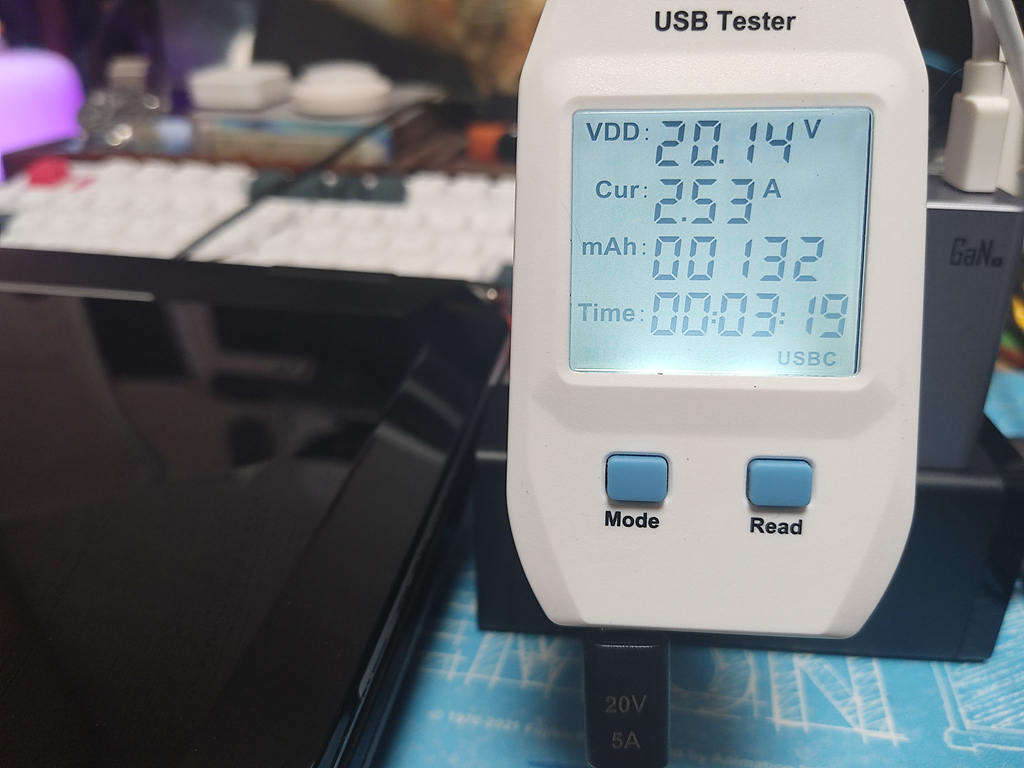 USB Tester
VDD: 20.14 V
Cur: 2.53 A
mAh: 00132
Time: 00:03:19
USBC
GaN
Mode
Read
20V
5A